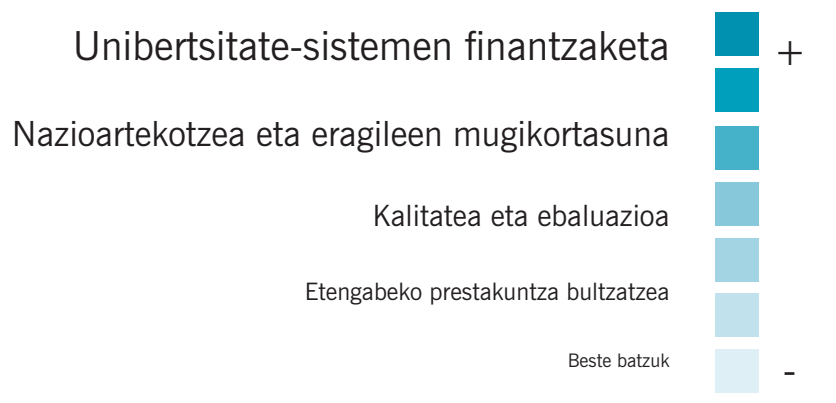 Unibertsitate-sistemen finantzaketa
+
Nazioartekotzea eta eragileen mugikortasuna
Kalitatea eta ebaluazioa
Etengabeko prestakuntza bultzatzea
Beste batzuk
-